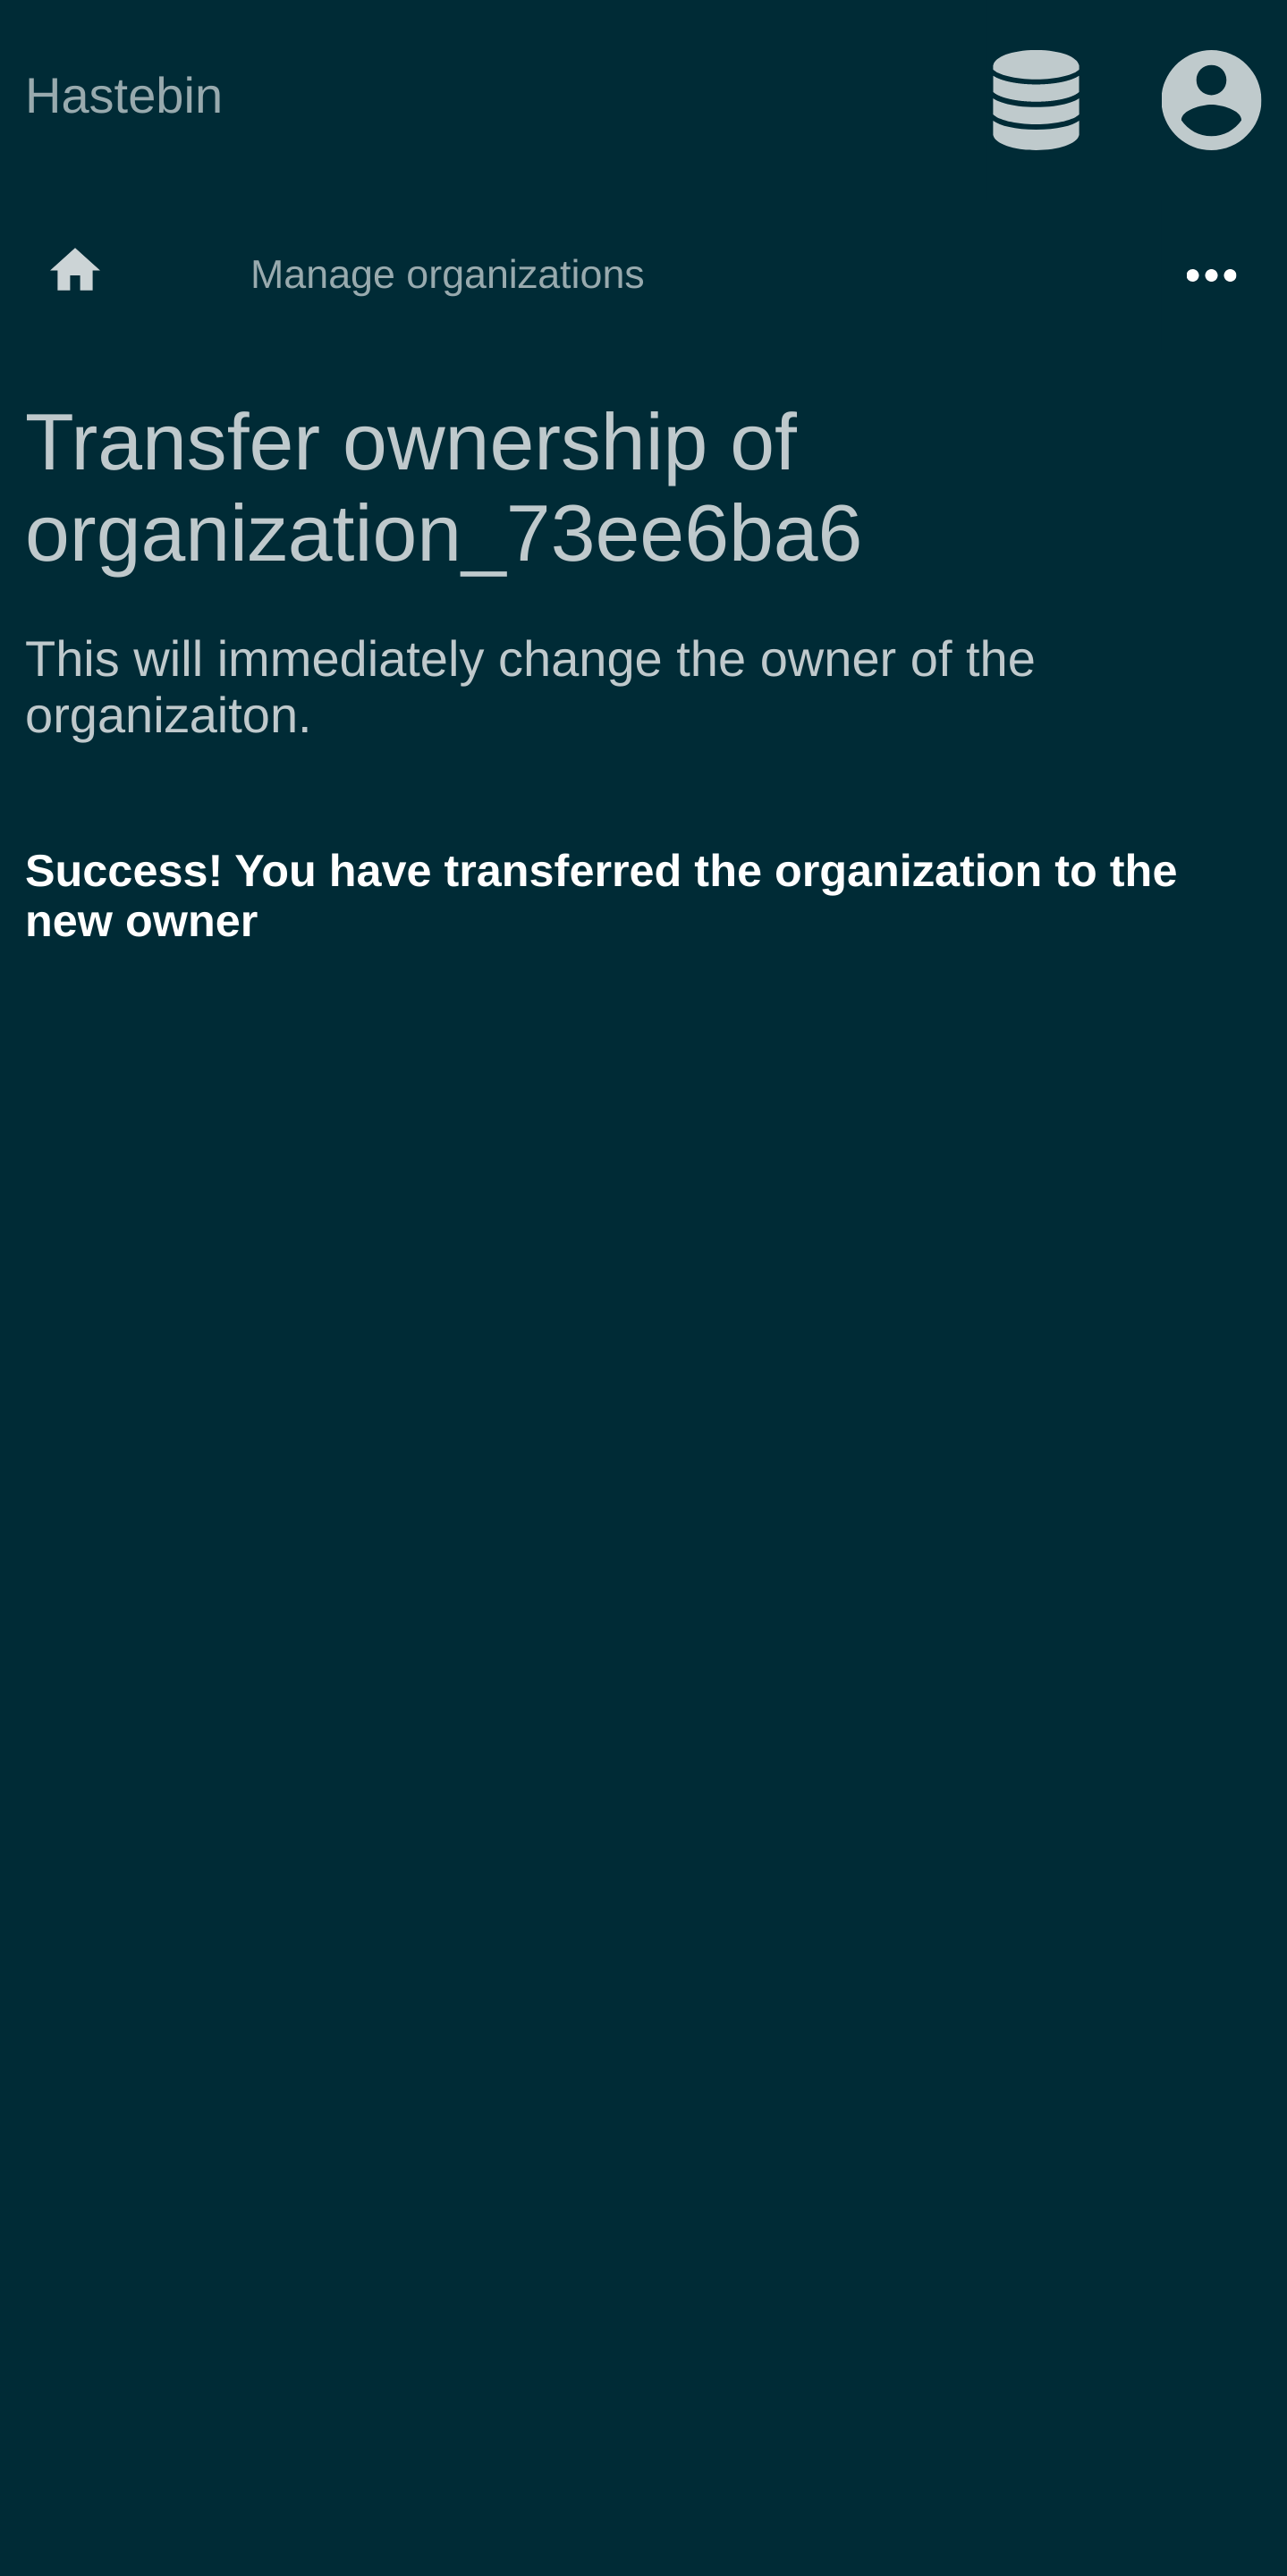 Hastebin
Manage organizations
Transfer ownership of
organization_73ee6ba6
This will immediately change the owner of the
organizaiton.
Success! You have transferred the organization to the
new owner